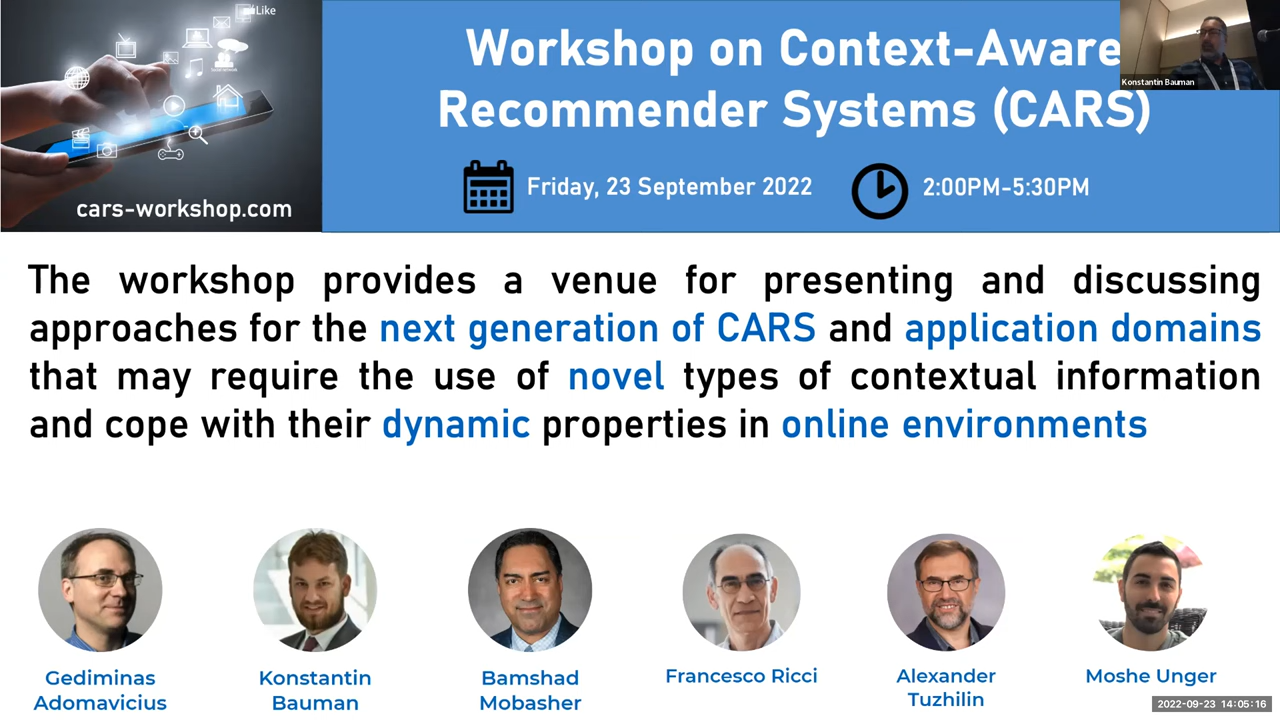 Like
cars-workshop.com
Workshop on Context-Aware
Recommender Systems (CARS)
Friday, 23 September 2022
2:00PM-5:30PM
Konstantin Bauman
The workshop provides a venue for presenting and discussing
approaches for the next generation of CARS and application domains
that may require the use of novel types of contextual information
and cope with their dynamic properties in online environments
Gediminas
Adomavicius
Konstantin
Bauman
Bamshad
Mobasher
Francesco Ricci
Alexander
Tuzhilin
Moshe Unger
2022-09-23 14:05:16